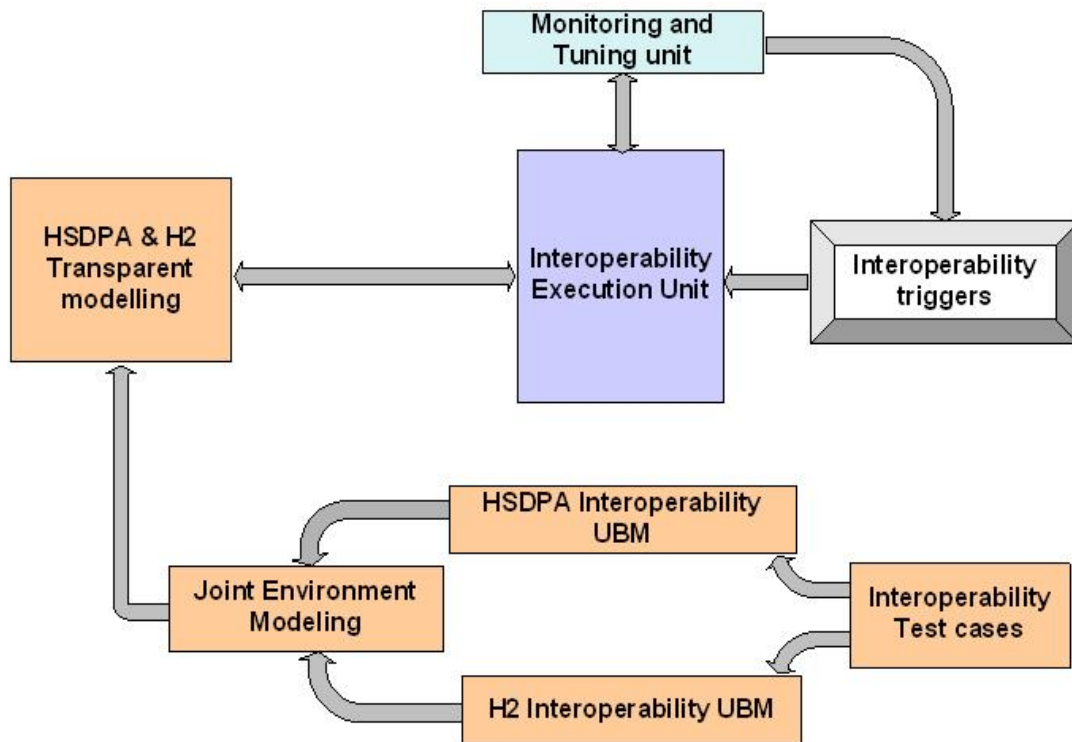 Monitoring and
Tuning unit
HSDPA & H2
Transparent
modelling
Interoperability
Execution Unit
Interoperability
triggers
HSDPA Interoperability
UBM
Joint Environment
Modeling
Interoperability
Test cases
H2 Interoperability UBM